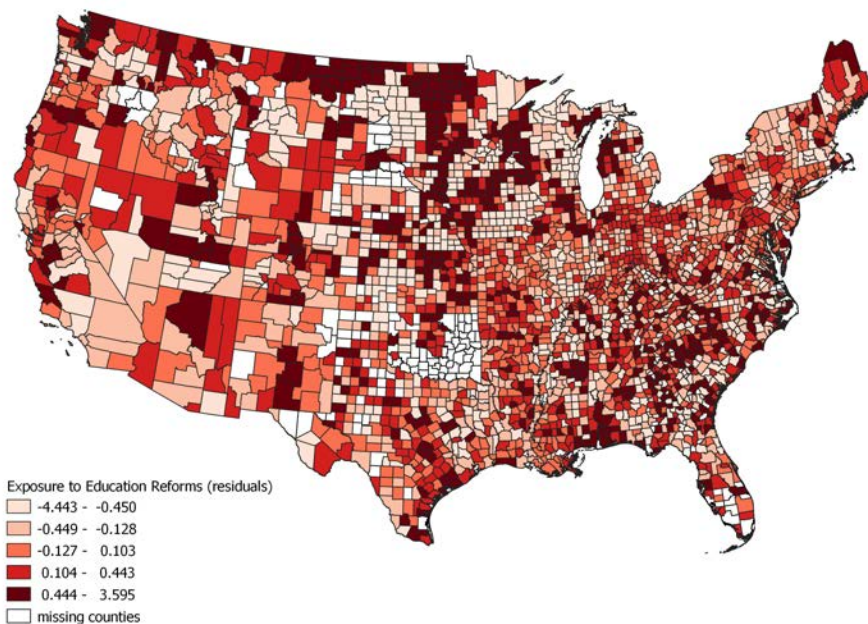 Exposure to Education Reforms (residuals)
-4.443 - -0.450
-0.449 - -0.128
-0.127 - 0.103
0.104 - 0.443
0.444 - 3.595
missing counties